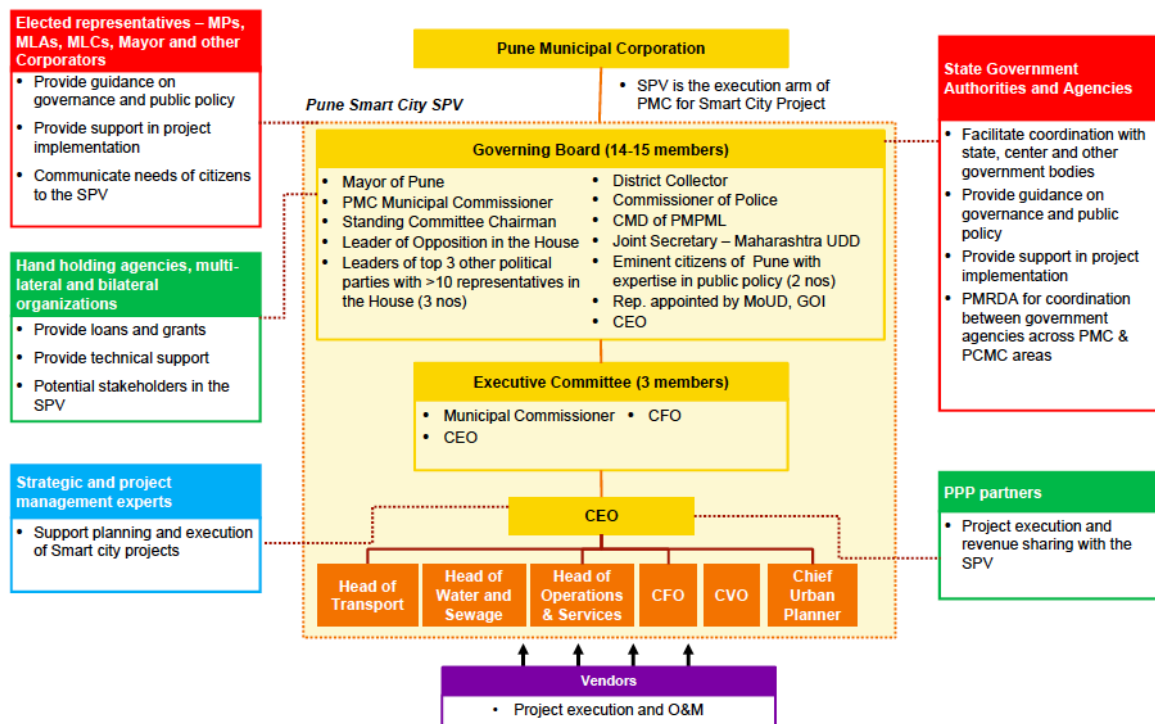 Elected representatives – MPs,
MLAs, MLCs, Mayor and other
Corporators
• Provide guidance on
governance and public policy
• Provide support in project
implementation
• Communicate needs of citizens
to the SPV
Hand holding agencies, multi-
lateral and bilateral
organizations
• Provide loans and grants
• Provide technical support
• Potential stakeholders in the
SPV
Strategic and project
management experts
• Support planning and execution
of Smart city projects
Pune Municipal Corporation
• SPV is the execution arm of
PMC for Smart City Project
Pune Smart City SPV
Governing Board (14-15 members)
• Mayor of Pune
• PMC Municipal Commissioner
• Standing Committee Chairman
• Leader of Opposition in the House
• Leaders of top 3 other political
parties with >10 representatives in
the House (3 nos)
• District Collector
• Commissioner of Police
• CMD of PMPML
• Joint Secretary – Maharashtra UDD
• Eminent citizens of Pune with
expertise in public policy (2 nos)
• Rep. appointed by MoUD, GOI
• CEO
Executive Committee (3 members)
• Municipal Commissioner • CFO
• CEO
CEO
Head of
Transport
Head of
Water and
Sewage
Head of
Operations
& Services
CFO
CVO
Chief
Urban
Planner
Vendors
• Project execution and O&M
State Government
Authorities and Agencies
• Facilitate coordination with
state, center and other
government bodies
• Provide guidance on
governance and public
policy
• Provide support in project
implementation
• PMRDA for coordination
between government
agencies across PMC &
PCMC areas
PPP partners
• Project execution and
revenue sharing with the
SPV